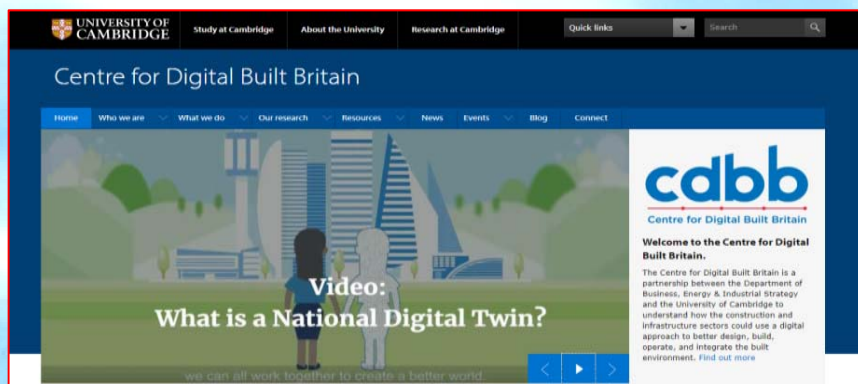 UNIVERSITY OF
CAMBRIDGE
Study at Cambridge
About the University
Research at Cambridge
Quick links
Search
Centre for Digital Built Britain
Home
Who we are
What we do
Our research
Resources
News
Events
Blog
Connect
Video:
What is a National Digital Twin?
we can all work together to create a better world
cdbb
Centre for Digital Built Britain
Welcome to the Centre for Digital
Built Britain.
The Centre for Digital Built Britain is a
partnership between the Department of
Business, Energy & Industrial Strategy
and the University of Cambridge to
understand how the construction and
infrastructure sectors could use a digital
approach to better design, build,
operate, and integrate the built
environment. Find out more